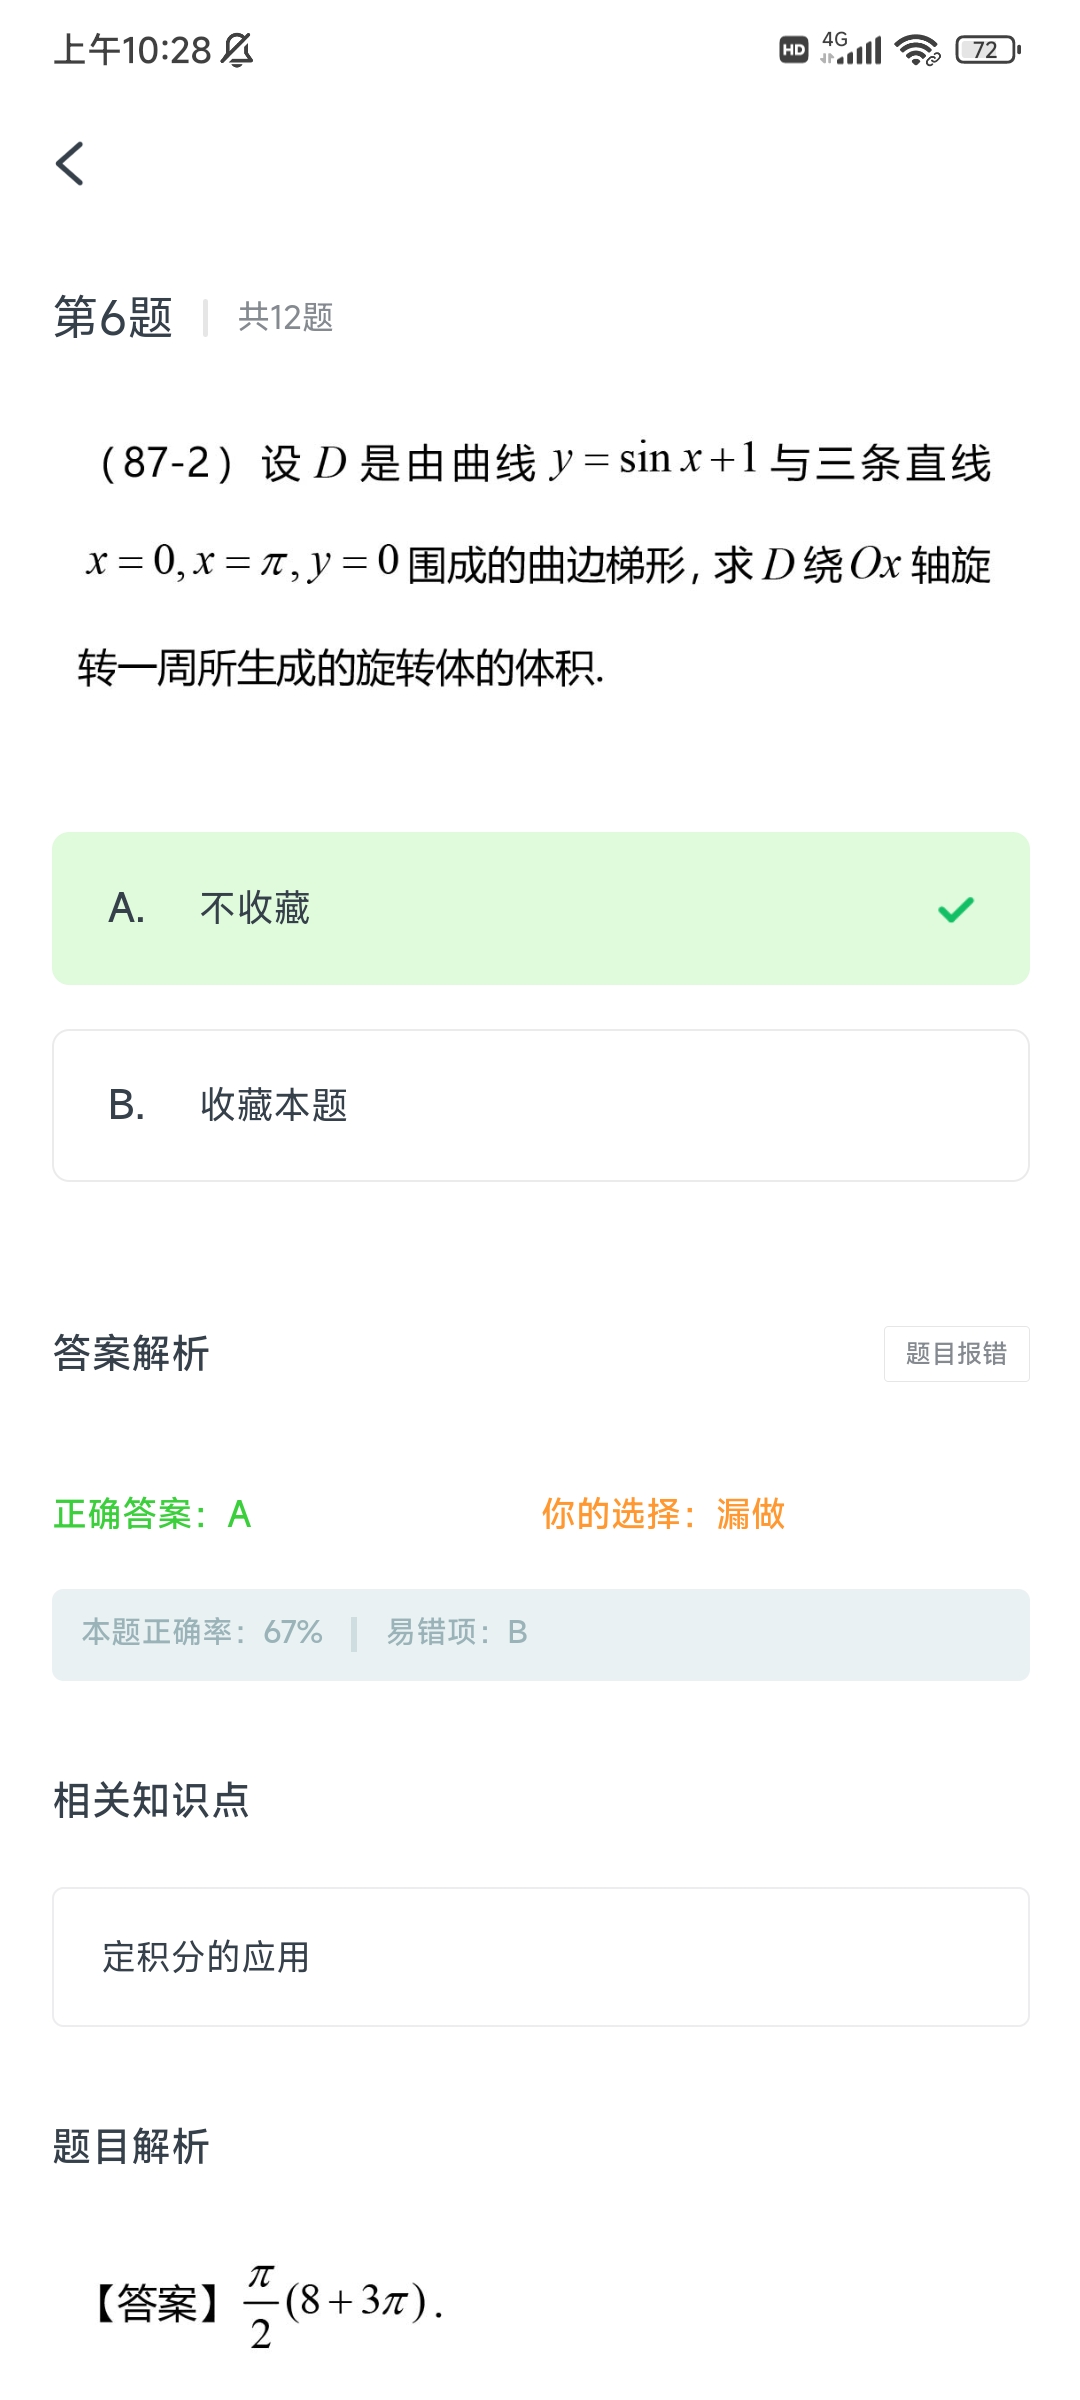 上午10:28 HD 4G 72
第6题 | 共12题
（87-2）设 D 是由曲线 y = sin x + 1 与三条直线
x = 0, x = π, y = 0 围成的曲边梯形, 求 D 绕 Ox 轴旋
转一周所生成的旋转体的体积.
A. 不收藏
B. 收藏本题
答案解析 题目报错
正确答案：A 你的选择：漏做
本题正确率：67% | 易错项：B
相关知识点
定积分的应用
题目解析
【答案】π/2 (8 + 3π).